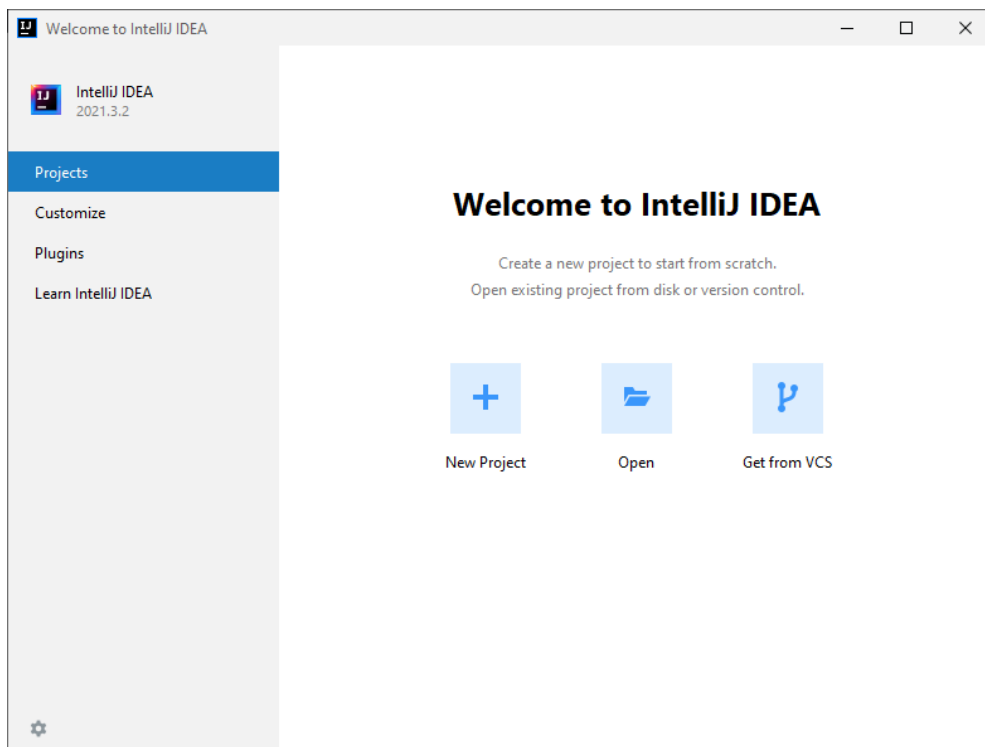 Welcome to IntelliJ IDEA
IntelliJ IDEA
2021.3.2
Projects
Customize
Plugins
Learn IntelliJ IDEA
Welcome to IntelliJ IDEA
Create a new project to start from scratch.
Open existing project from disk or version control.
New Project
Open
Get from VCS